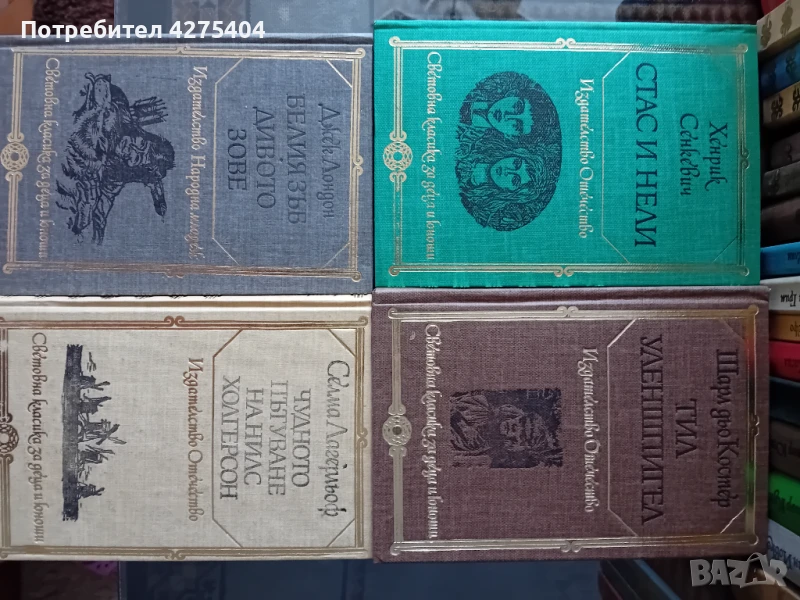 Потребител 4275404
Джек Лондон
БЕЛИЯ ЗЪБ
ДИВОТО
ЗОВЕ
Издателство Народна младеж
Световна класика за деца и юноши
Хенрик
Сенкевич
СТАС И НЕЛИ
Издателство Отечество
Световна класика за деца и юноши
Селма Лагерльоф
ЧУДНОТО
ПЪТУВАНЕ
НА НИЛС
ХОЛГЕРСОН
Издателство Отечество
Световна класика за деца и юноши
Шарл дьо Костер
ТИЛ
УЛЕНШПИГЕЛ
Издателство Отечество
Световна класика за деца и юноши
BAZAR